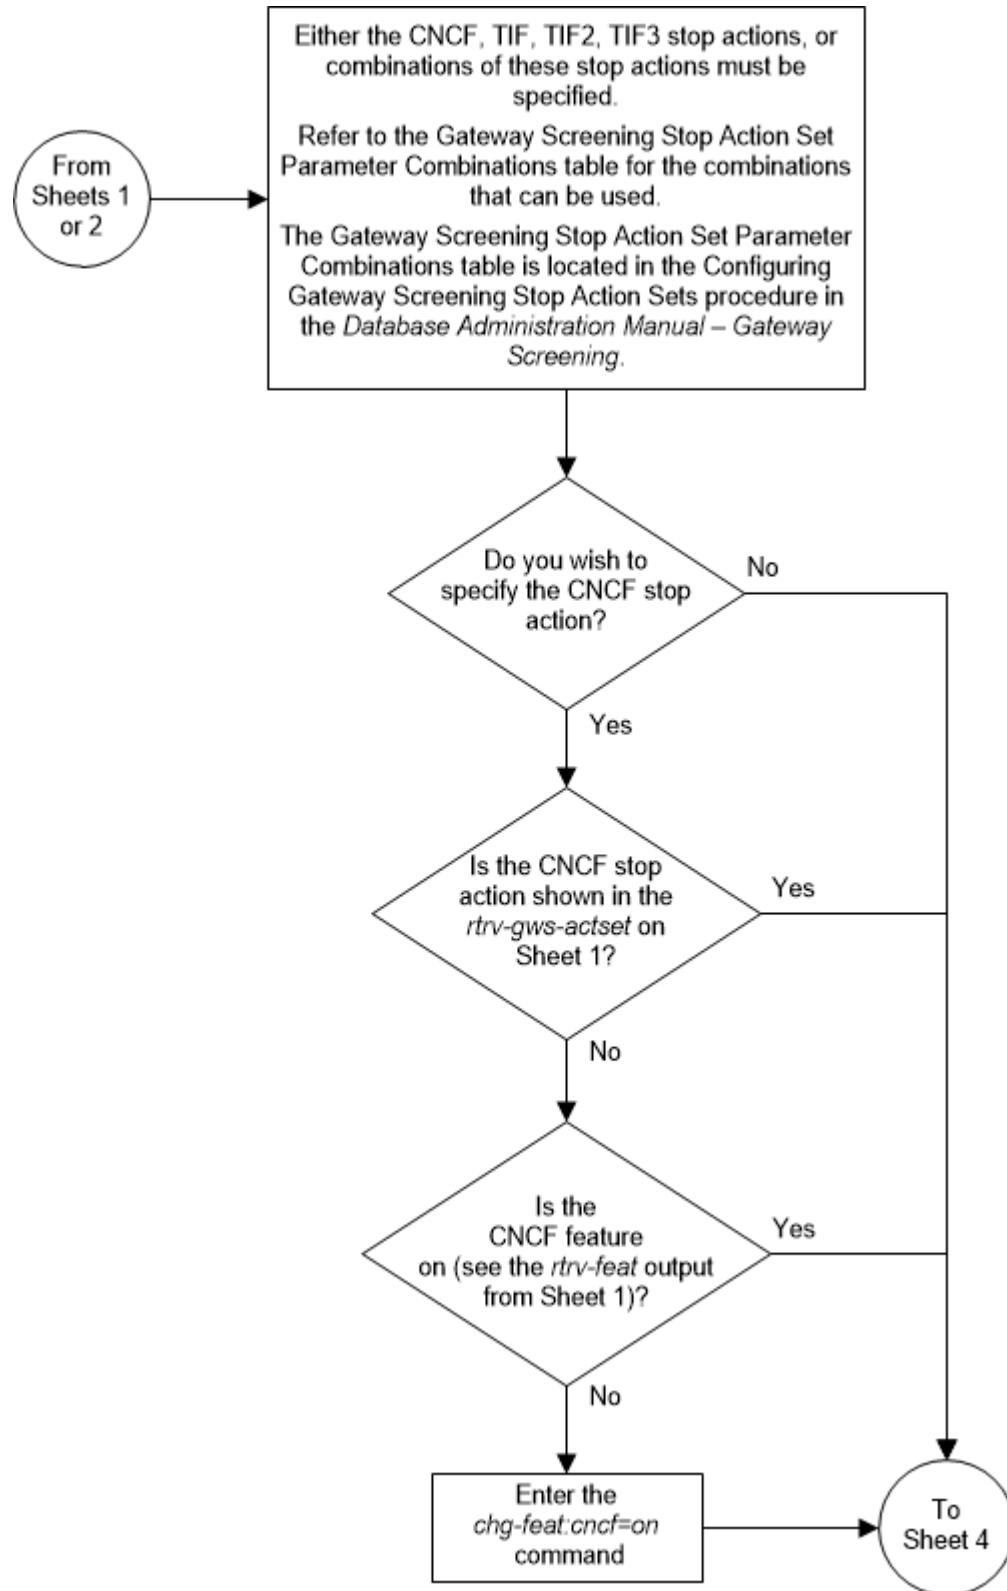 Either the CNCF, TIF, TIF2, TIF3 stop actions, or
combinations of these stop actions must be
specified.
Refer to the Gateway Screening Stop Action Set
Parameter Combinations table for the combinations
that can be used.
The Gateway Screening Stop Action Set Parameter
Combinations table is located in the Configuring
Gateway Screening Stop Action Sets procedure in
the Database Administration Manual – Gateway
Screening.
From
Sheets 1
or 2
Do you wish to
specify the CNCF stop
action?
No
Yes
Is the CNCF stop
action shown in the
rtrv-gws-actset on
Sheet 1?
Yes
No
Is the
CNCF feature
on (see the rtrv-feat output
from Sheet 1)?
Yes
No
Enter the
chg-feat:cncf=on
command
To
Sheet 4